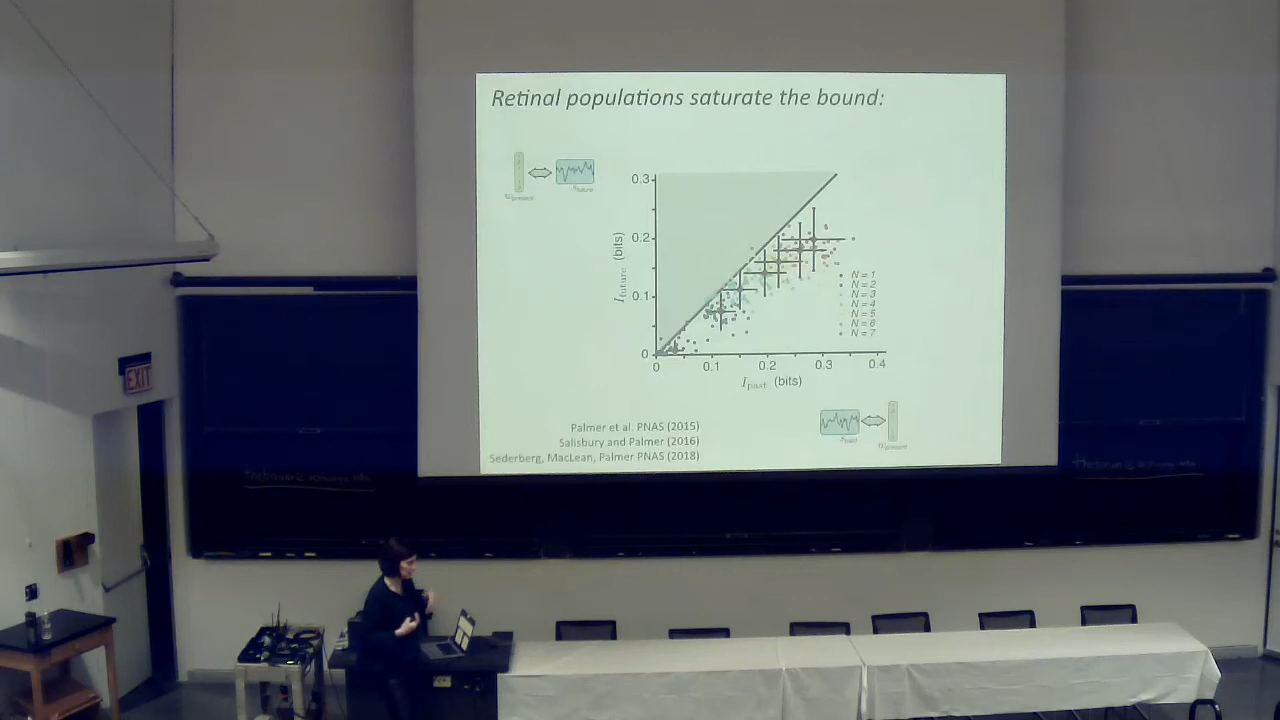 Retinal populations saturate the bound:
0.3
0.2
0.1
0
I future (bits)
0 0.1 0.2 0.3 0.4
I past (bits)
N = 1
N = 2
N = 3
N = 4
N = 5
N = 6
N = 7
Palmer et al. PNAS (2015)
Salisbury and Palmer (2016)
Sederberg, MacLean, Palmer PNAS (2018)
EXIT